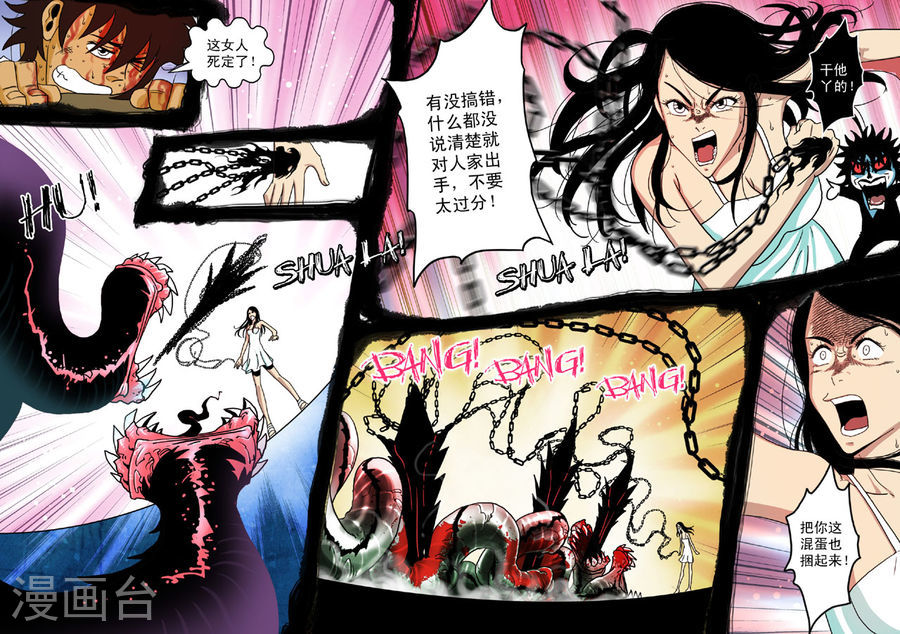 这女人
死定了！
有没搞错，
什么都没
说清楚就
对人家出
手，不要
太过分！
干他
丫的！
HU!
SHUA LA!
SHUA LA!
BANG!
BANG!
BANG!
把你这
混蛋也
捆起来！
漫画台